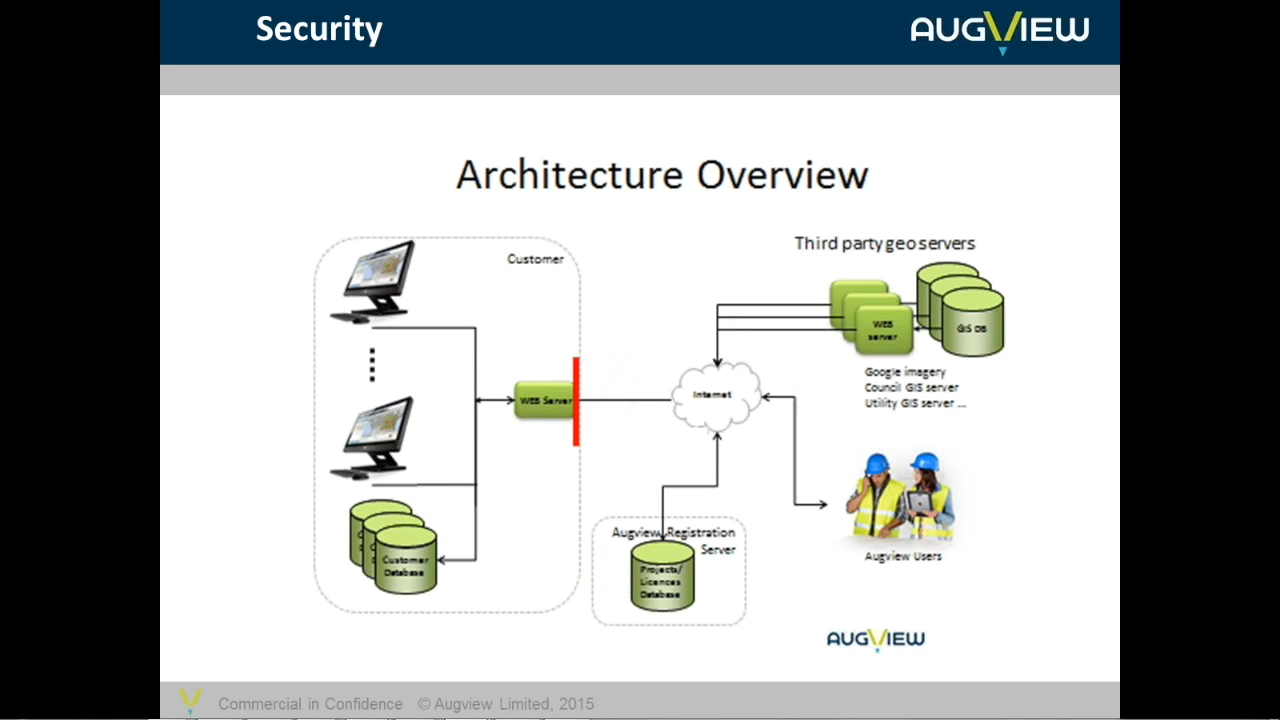 Security
AUGVIEW
Architecture Overview
Customer
Third party geo servers
WEB
server
GIS DB
Google imagery
Council GIS server
Utility GIS server ...
WEB Server
Internet
Augview Registration
Server
Projects/
Licences
Database
Customer
Database
Augview Users
AUGVIEW
Commercial in Confidence © Augview Limited, 2015